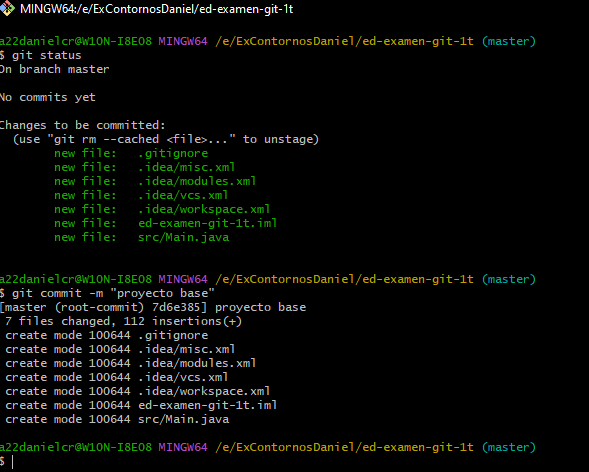 MINGW64:/e/ExContornosDaniel/ed-examen-git-1t
a22danielcr@W10N-I8E08 MINGW64 /e/ExContornosDaniel/ed-examen-git-1t (master)
$ git status
On branch master
No commits yet
Changes to be committed:
  (use "git rm --cached <file>..." to unstage)
        new file:   .gitignore
        new file:   .idea/misc.xml
        new file:   .idea/modules.xml
        new file:   .idea/vcs.xml
        new file:   .idea/workspace.xml
        new file:   ed-examen-git-1t.iml
        new file:   src/Main.java
a22danielcr@W10N-I8E08 MINGW64 /e/ExContornosDaniel/ed-examen-git-1t (master)
$ git commit -m "proyecto base"
[master (root-commit) 7d6e385] proyecto base
 7 files changed, 112 insertions(+)
 create mode 100644 .gitignore
 create mode 100644 .idea/misc.xml
 create mode 100644 .idea/modules.xml
 create mode 100644 .idea/vcs.xml
 create mode 100644 .idea/workspace.xml
 create mode 100644 ed-examen-git-1t.iml
 create mode 100644 src/Main.java
a22danielcr@W10N-I8E08 MINGW64 /e/ExContornosDaniel/ed-examen-git-1t (master)
$